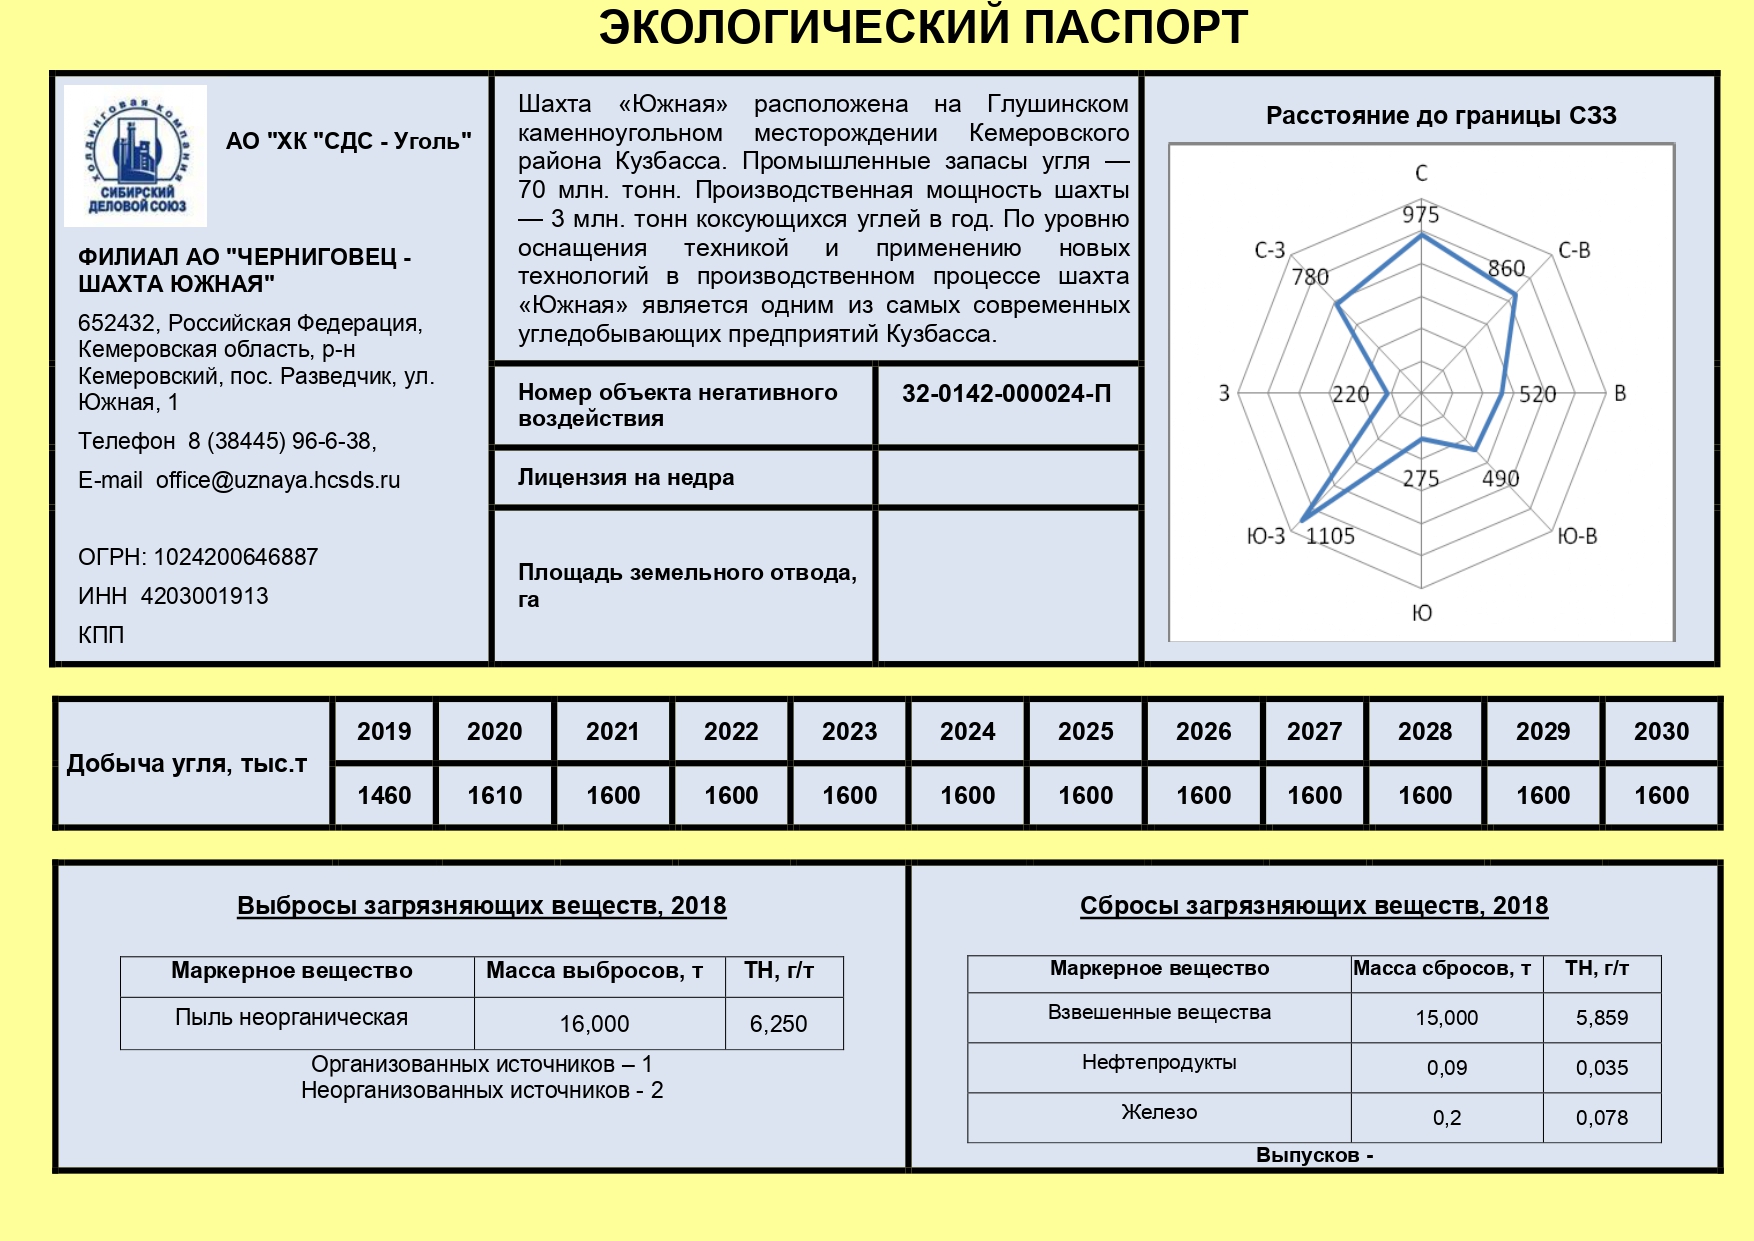 ЭКОЛОГИЧЕСКИЙ ПАСПОРТ
холдинговая компания
СИБИРСКИЙ
ДЕЛОВОЙ СОЮЗ
АО "ХК "СДС - Уголь"
ФИЛИАЛ АО "ЧЕРНИГОВЕЦ -
ШАХТА ЮЖНАЯ"
652432, Российская Федерация,
Кемеровская область, р-н
Кемеровский, пос. Разведчик, ул.
Южная, 1
Телефон 8 (38445) 96-6-38,
E-mail office@uznaya.hcsds.ru
ОГРН: 1024200646887
ИНН 4203001913
КПП
Шахта «Южная» расположена на Глушинском
каменноугольном месторождении Кемеровского
района Кузбасса. Промышленные запасы угля —
70 млн. тонн. Производственная мощность шахты
— 3 млн. тонн коксующихся углей в год. По уровню
оснащения техникой и применению новых
технологий в производственном процессе шахта
«Южная» является одним из самых современных
угледобывающих предприятий Кузбасса.
Номер объекта негативного
воздействия
32-0142-000024-П
Лицензия на недра
Площадь земельного отвода,
га
Расстояние до границы СЗЗ
С
975
С-З
С-В
780
860
З
220
520
В
275
490
Ю-З
1105
Ю-В
Ю
Добыча угля, тыс.т
2019 2020 2021 2022 2023 2024 2025 2026 2027 2028 2029 2030
1460 1610 1600 1600 1600 1600 1600 1600 1600 1600 1600 1600
Выбросы загрязняющих веществ, 2018
Маркерное вещество Масса выбросов, т ТН, г/т
Пыль неорганическая 16,000 6,250
Организованных источников – 1
Неорганизованных источников - 2
Сбросы загрязняющих веществ, 2018
Маркерное вещество Масса сбросов, т ТН, г/т
Взвешенные вещества 15,000 5,859
Нефтепродукты 0,09 0,035
Железо 0,2 0,078
Выпусков -